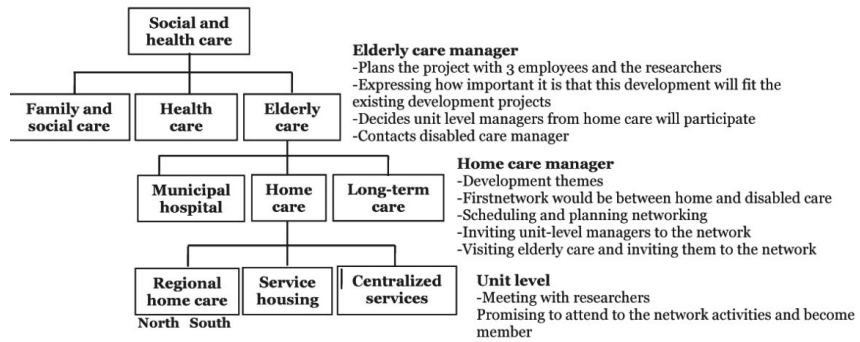 Social and
health care
Elderly care manager
-Plans the project with 3 employees and the researchers
-Expressing how important it is that this development will fit the
existing development projects
-Decides unit level managers from home care will participate
-Contacts disabled care manager
Family and
social care
Health
care
Elderly
care
Home care manager
-Development themes
-Firstnetwork would be between home and disabled care
-Scheduling and planning networking
-Inviting unit-level managers to the network
-Visiting elderly care and inviting them to the network
Municipal
hospital
Home
care
Long-term
care
Unit level
-Meeting with researchers
Promising to attend to the network activities and become
member
Regional
home care
Service
housing
Centralized
services
North South